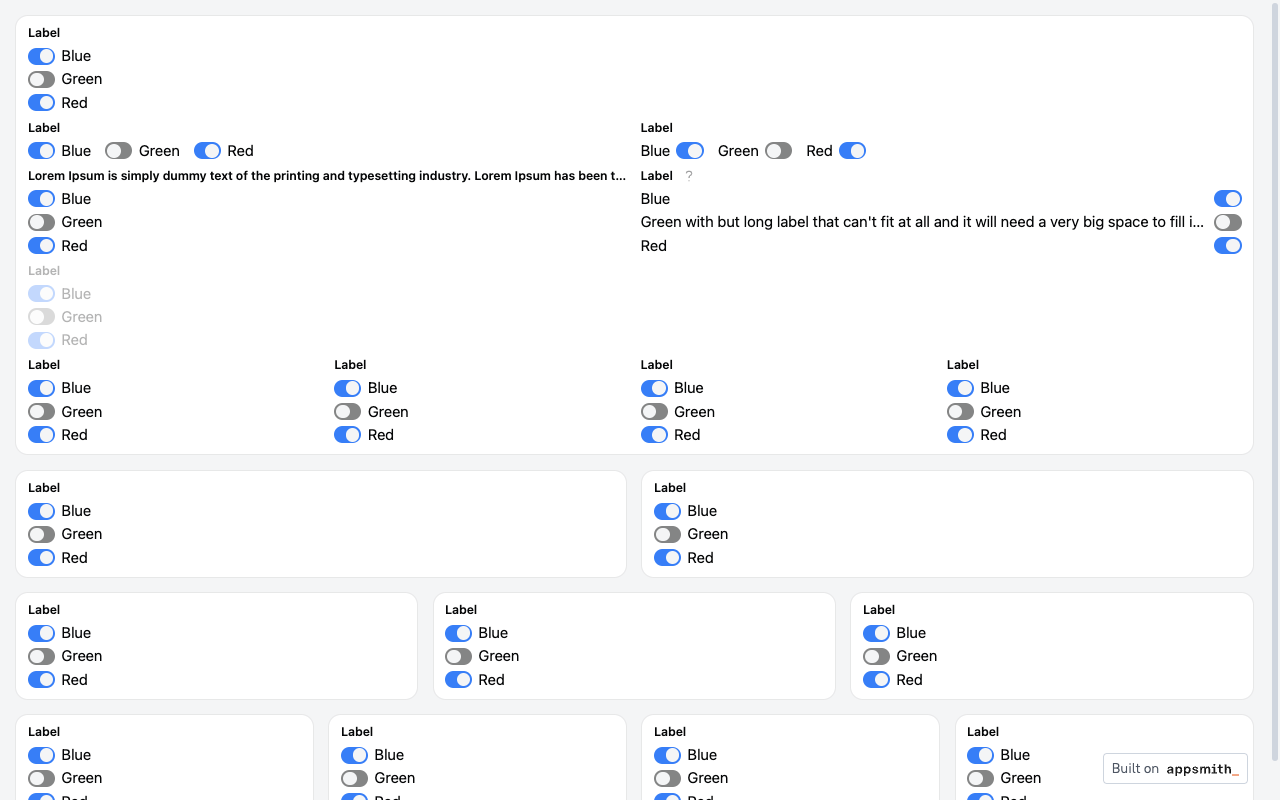 Label
Blue
Green
Red
Label
Blue Green Red
Label
Blue Green Red
Lorem Ipsum is simply dummy text of the printing and typesetting industry. Lorem Ipsum has been t...
Blue
Green
Red
Label ?
Blue
Green with but long label that can't fit at all and it will need a very big space to fill i...
Red
Label
Blue
Green
Red
Label
Blue
Green
Red
Label
Blue
Green
Red
Label
Blue
Green
Red
Label
Blue
Green
Red
Label
Blue
Green
Red
Label
Blue
Green
Red
Label
Blue
Green
Red
Label
Blue
Green
Red
Label
Blue
Green
Red
Label
Blue
Green
Red
Label
Blue
Green
Red
Label
Blue
Green
Red
Label
Blue
Green
Red
Built on appsmith_